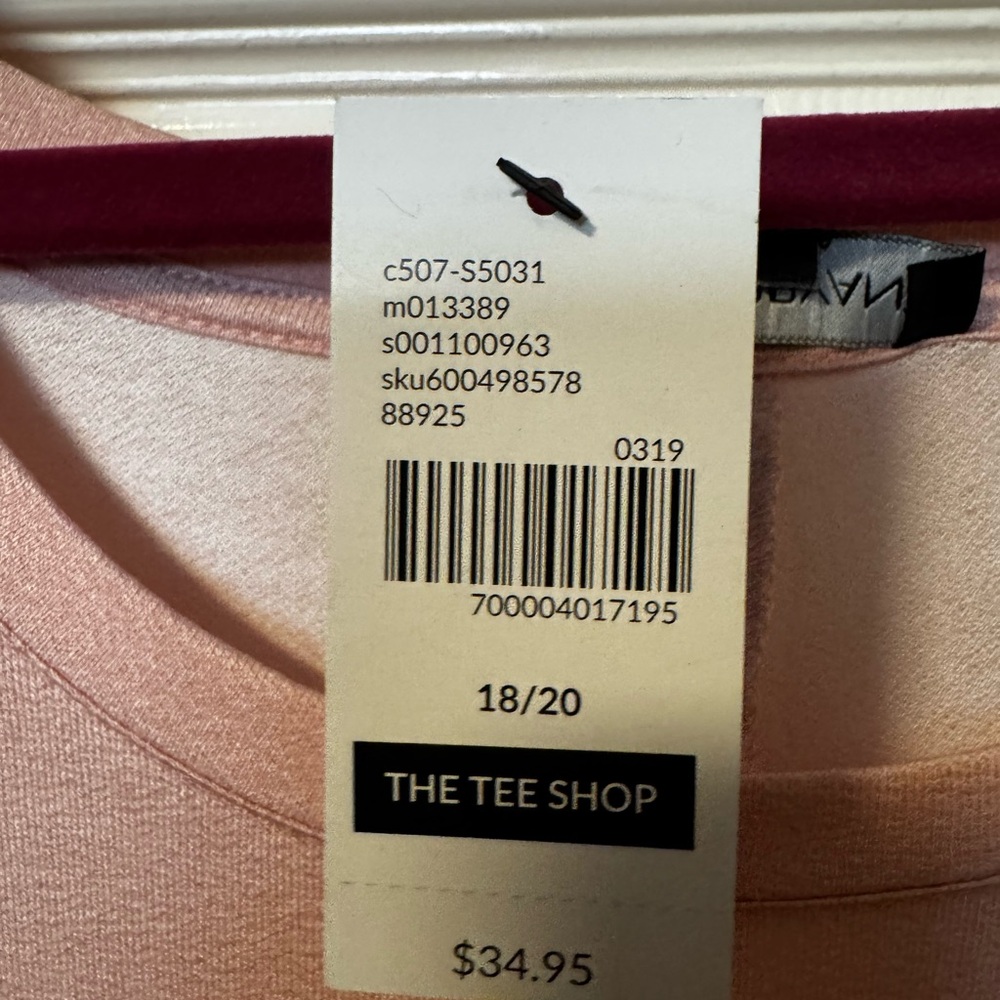 c507-S5031
m013389
s001100963
sku600498578
88925
0319
700004017195
18/20
THE TEE SHOP
$34.95